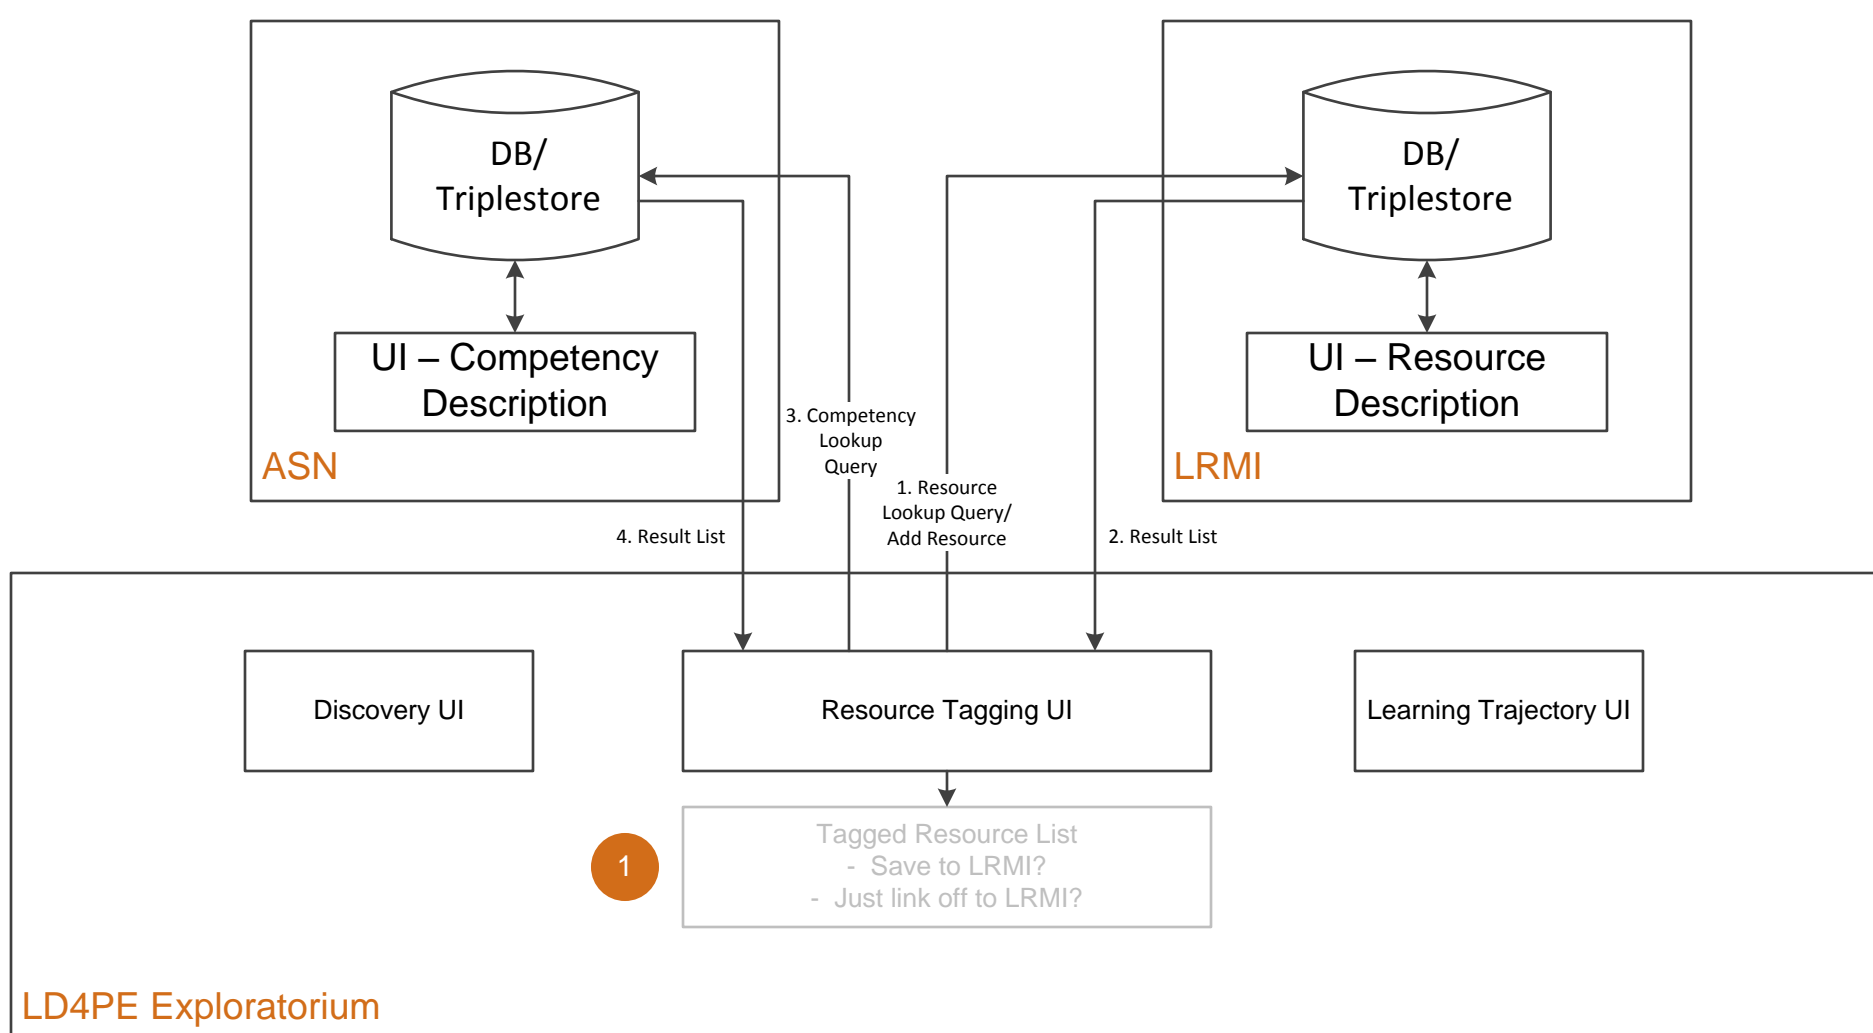 DB/
Triplestore
UI – Competency
Description
ASN
DB/
Triplestore
UI – Resource
Description
LRMI
3. Competency
Lookup
Query
1. Resource
Lookup Query/
Add Resource
4. Result List
2. Result List
Discovery UI
Resource Tagging UI
Learning Trajectory UI
1
Tagged Resource List
- Save to LRMI?
- Just link off to LRMI?
LD4PE Exploratorium